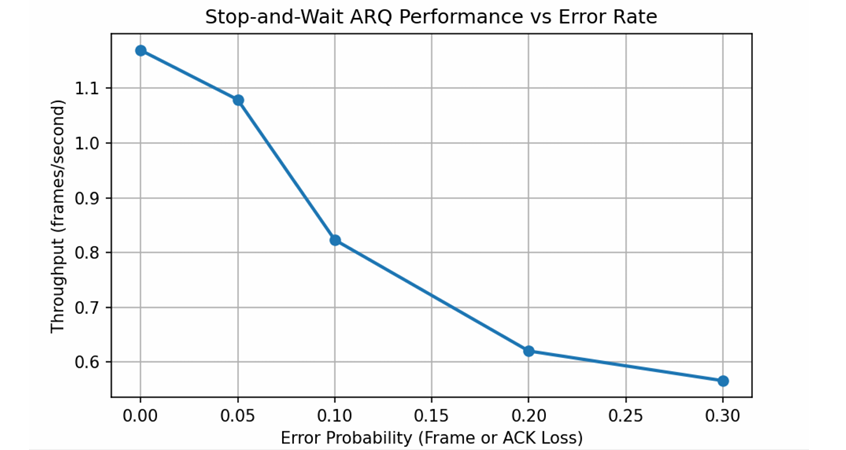 Stop-and-Wait ARQ Performance vs Error Rate
Throughput (frames/second)
1.1
1.0
0.9
0.8
0.7
0.6
0.00 0.05 0.10 0.15 0.20 0.25 0.30
Error Probability (Frame or ACK Loss)